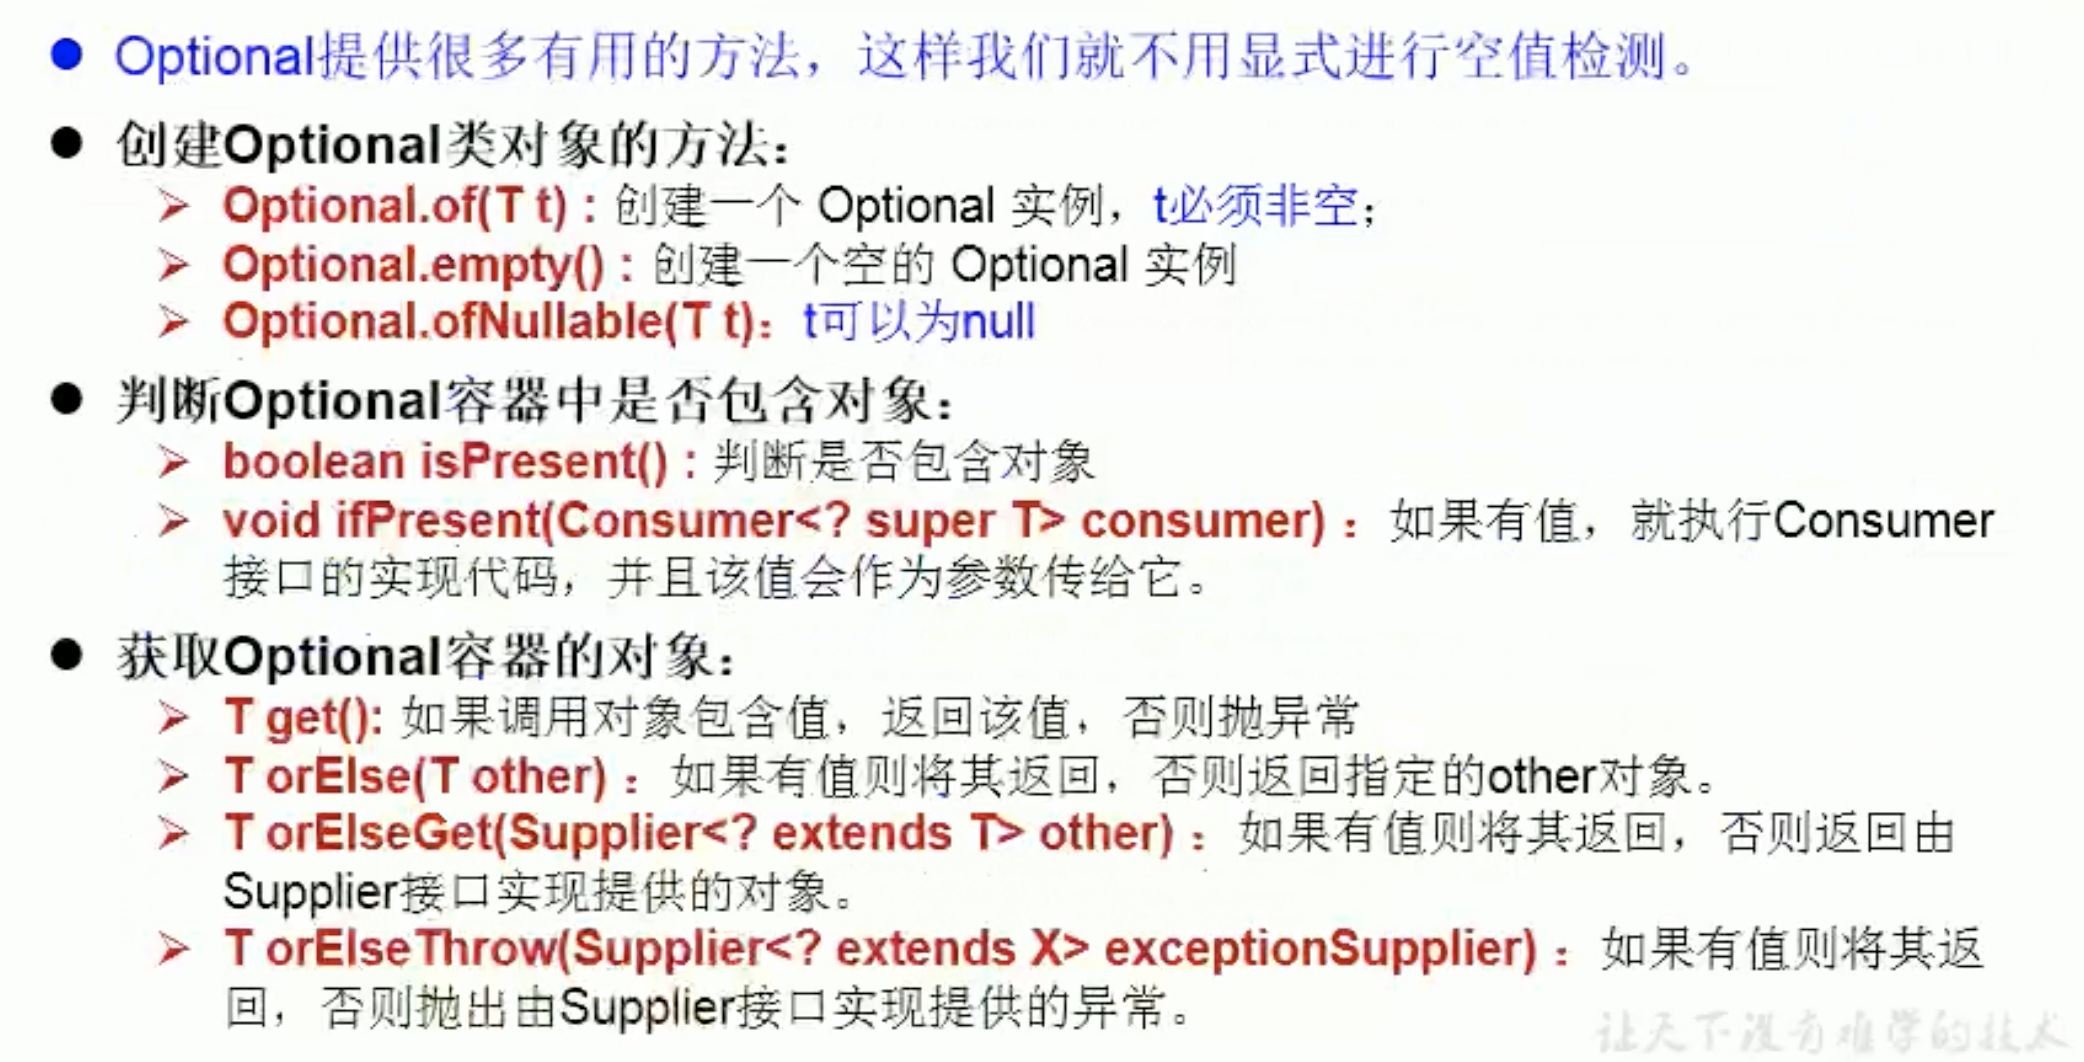 Optional提供很多有用的方法，这样我们就不用显式进行空值检测。
创建Optional类对象的方法：
Optional.of(T t) : 创建一个 Optional 实例，t必须非空；
Optional.empty() : 创建一个空的 Optional 实例
Optional.ofNullable(T t)：t可以为null
判断Optional容器中是否包含对象：
boolean isPresent() : 判断是否包含对象
void ifPresent(Consumer<? super T> consumer) ：如果有值，就执行Consumer
接口的实现代码，并且该值会作为参数传给它。
获取Optional容器的对象：
T get(): 如果调用对象包含值，返回该值，否则抛异常
T orElse(T other) ：如果有值则将其返回，否则返回指定的other对象。
T orElseGet(Supplier<? extends T> other) ：如果有值则将其返回，否则返回由
Supplier接口实现提供的对象。
T orElseThrow(Supplier<? extends X> exceptionSupplier) ：如果有值则将其返
回，否则抛出由Supplier接口实现提供的异常。
让天下没有难学的技术